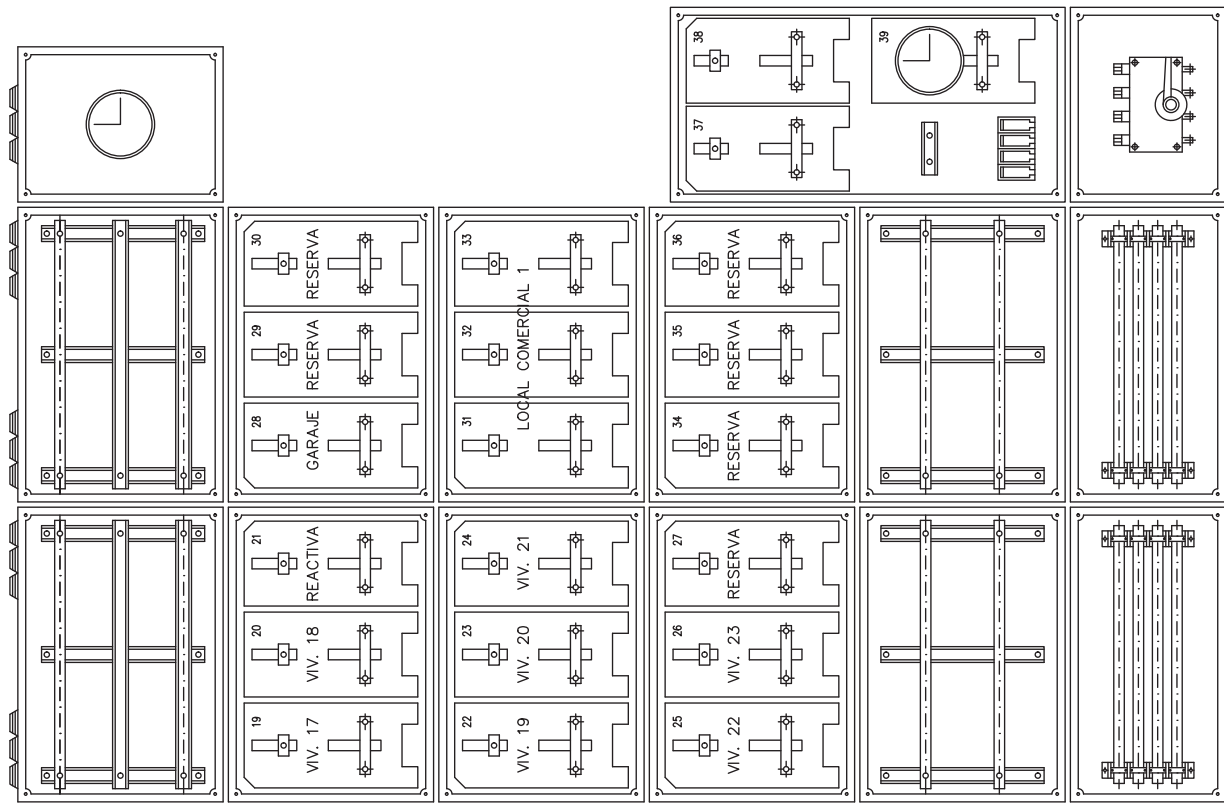 38
39
37
30
RESERVA
29
RESERVA
28
GARAJE
33
32
31
LOCAL COMERCIAL 1
36
RESERVA
35
RESERVA
34
RESERVA
21
REACTIVA
20
VIV. 18
19
VIV. 17
24
VIV. 21
23
VIV. 20
22
VIV. 19
27
RESERVA
26
VIV. 23
25
VIV. 22